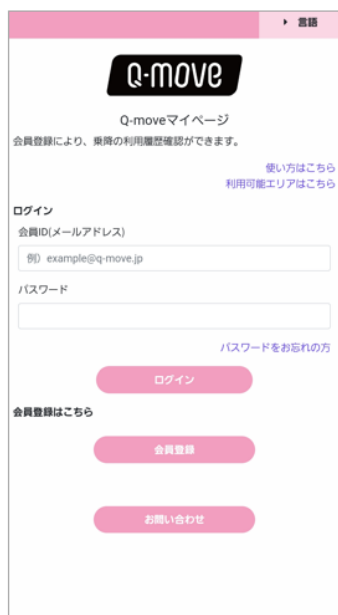 言語
Q-move
Q-moveマイページ
会員登録により、乗降の利用履歴確認ができます。
使い方はこちら
利用可能エリアはこちら
ログイン
会員ID(メールアドレス)
例）example@q-move.jp
パスワード
パスワードをお忘れの方
ログイン
会員登録はこちら
会員登録
お問い合わせ